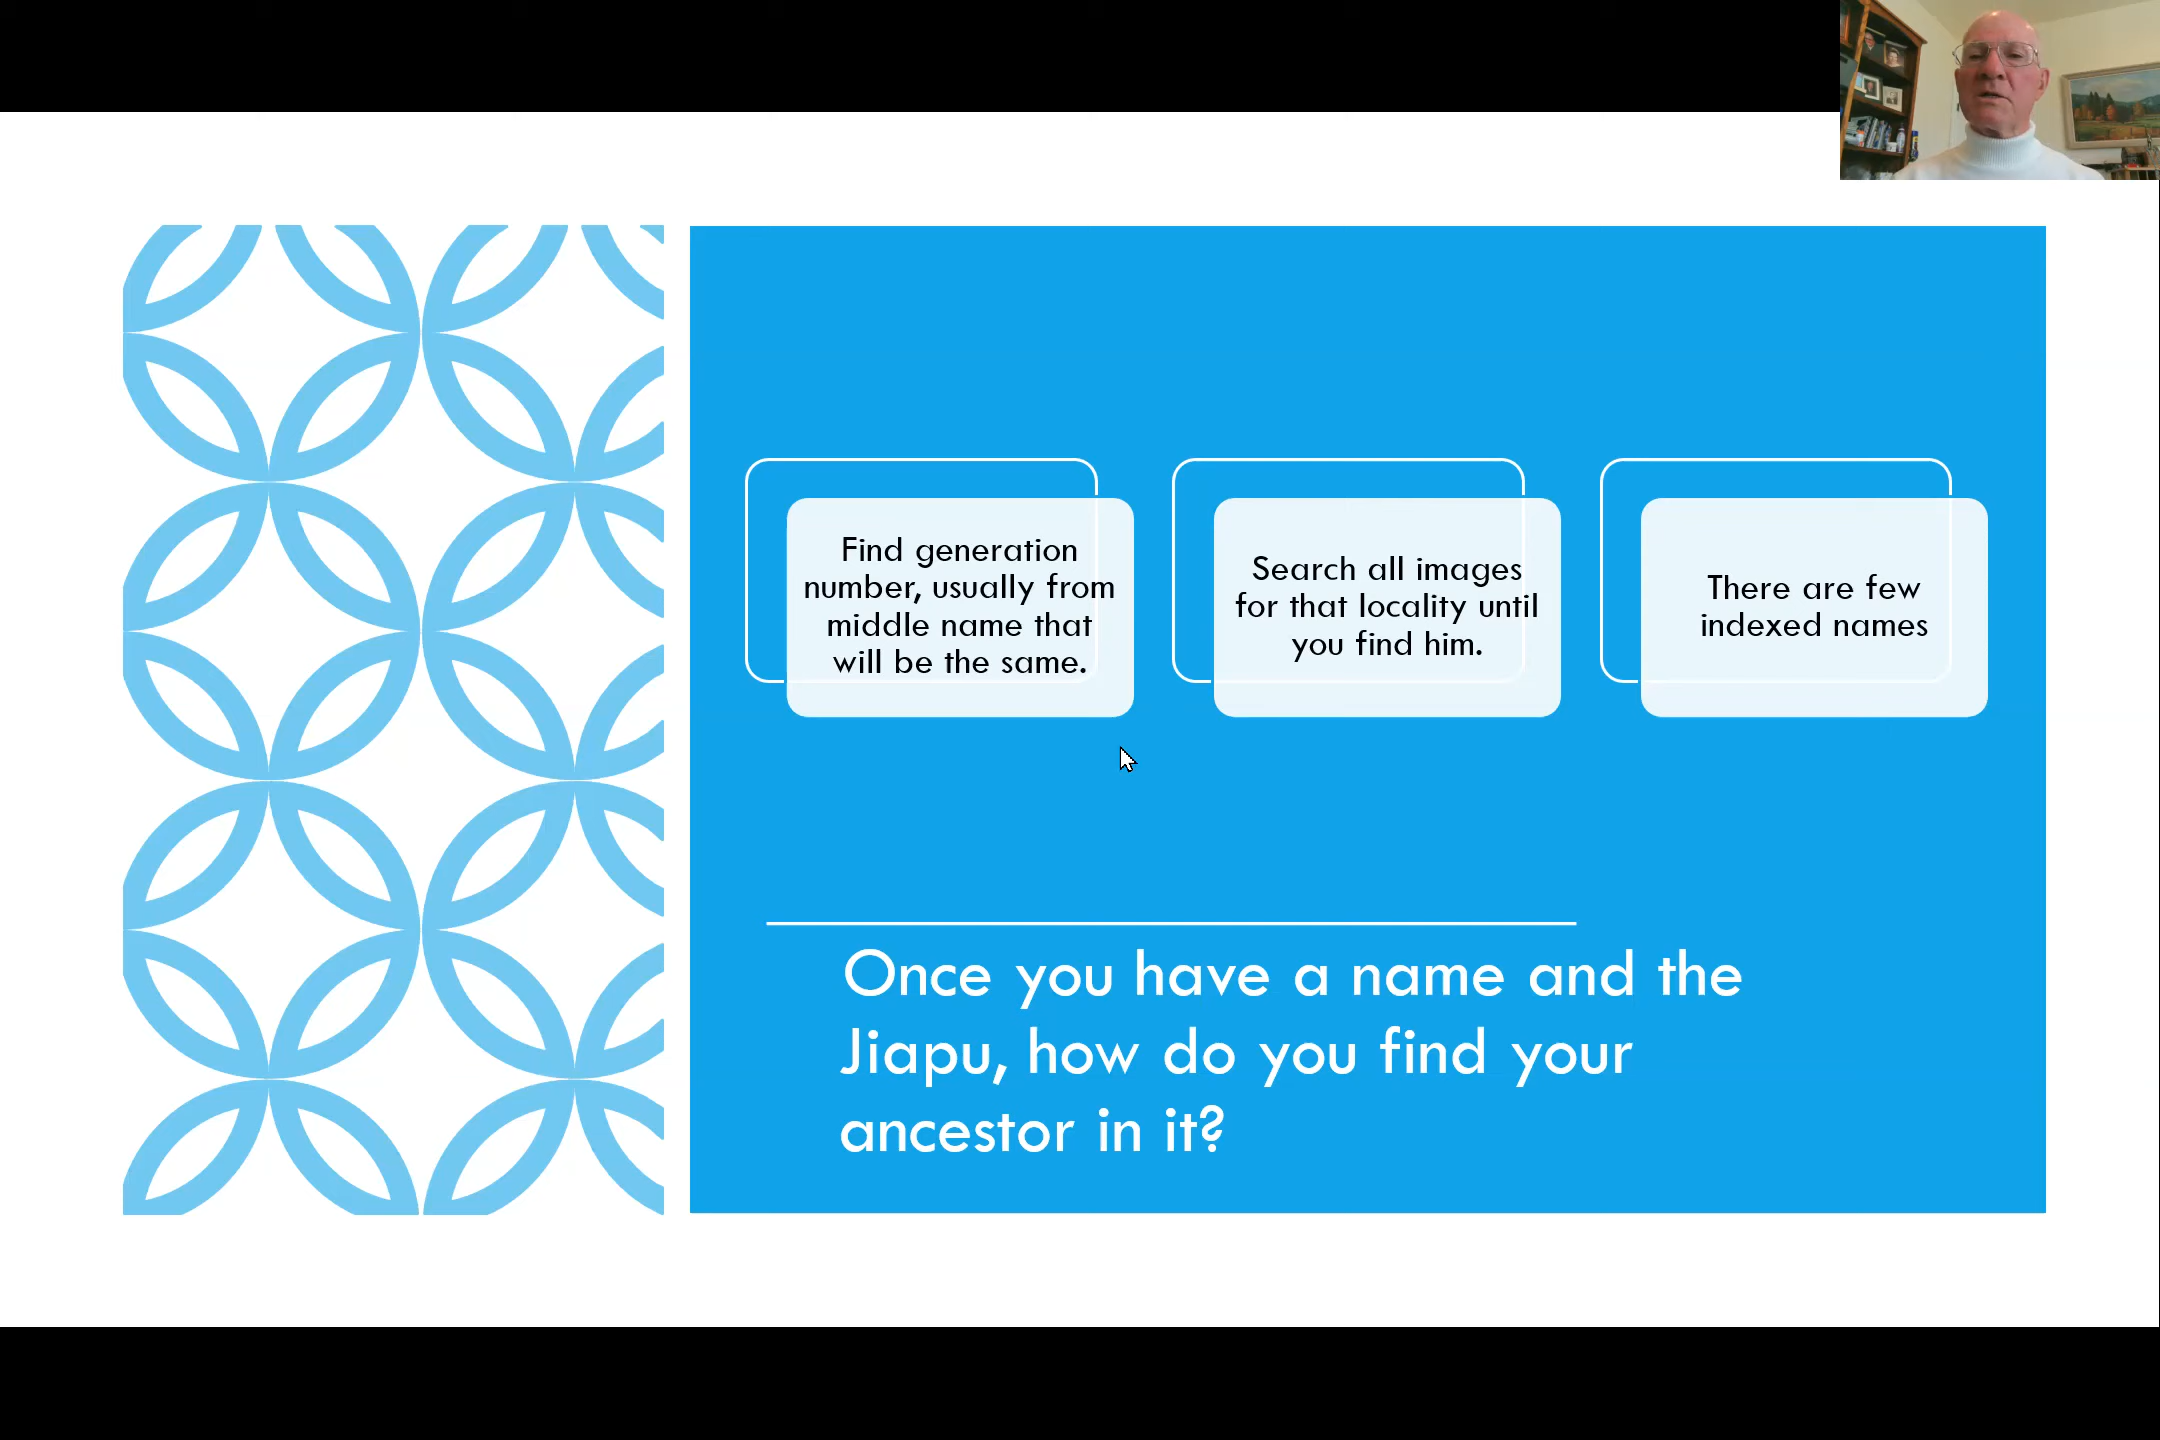 Find generation
number, usually from
middle name that
will be the same.
Search all images
for that locality until
you find him.
There are few
indexed names
Once you have a name and the
Jiapu, how do you find your
ancestor in it?